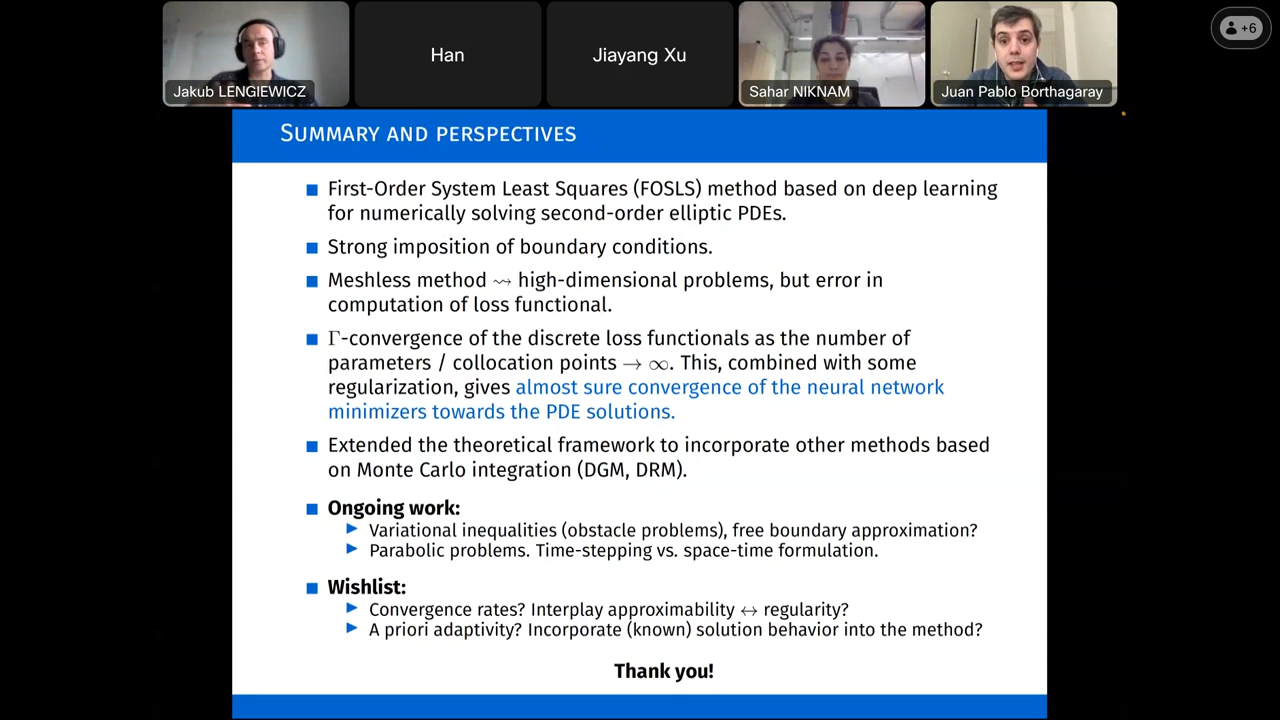 Jakub LENGIEWICZ
Han
Jiayang Xu
Sahar NIKNAM
Juan Pablo Borthagaray
+6
SUMMARY AND PERSPECTIVES
First-Order System Least Squares (FOSLS) method based on deep learning
for numerically solving second-order elliptic PDEs.
Strong imposition of boundary conditions.
Meshless method ⇝ high-dimensional problems, but error in
computation of loss functional.
Γ-convergence of the discrete loss functionals as the number of
parameters / collocation points → ∞. This, combined with some
regularization, gives almost sure convergence of the neural network
minimizers towards the PDE solutions.
Extended the theoretical framework to incorporate other methods based
on Monte Carlo integration (DGM, DRM).
Ongoing work:
Variational inequalities (obstacle problems), free boundary approximation?
Parabolic problems. Time-stepping vs. space-time formulation.
Wishlist:
Convergence rates? Interplay approximability ↔ regularity?
A priori adaptivity? Incorporate (known) solution behavior into the method?
Thank you!